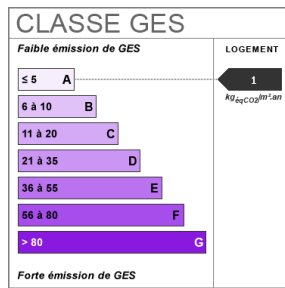 CLASSE GES
Faible émission de GES
LOGEMENT
≤ 5 A
1
kgéqCO2/m².an
6 à 10 B
11 à 20 C
21 à 35 D
36 à 55 E
56 à 80 F
> 80 G
Forte émission de GES